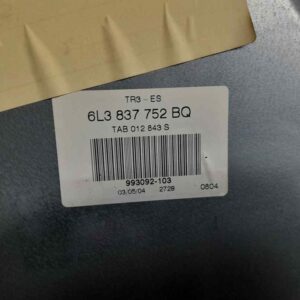 TR3 - ES
6L3 837 752 BQ
TAB 012 843 S
993092-103
03.05/04 2728 0804